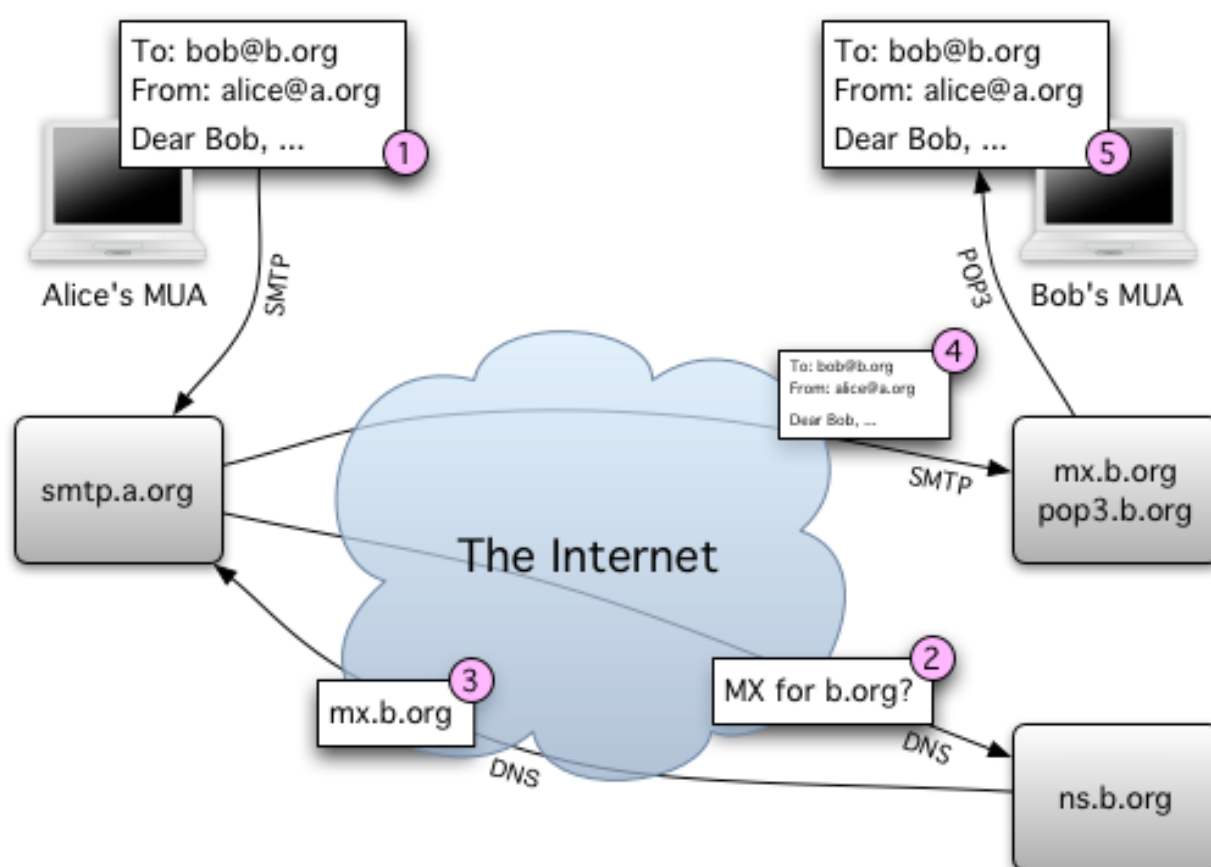 To: bob@b.org
From: alice@a.org
Dear Bob, ...
1
Alice's MUA
SMTP
To: bob@b.org
From: alice@a.org
Dear Bob, ...
5
Bob's MUA
POP3
To: bob@b.org
From: alice@a.org
Dear Bob, ...
4
SMTP
smtp.a.org
mx.b.org
pop3.b.org
The Internet
MX for b.org?
2
DNS
mx.b.org
3
DNS
ns.b.org